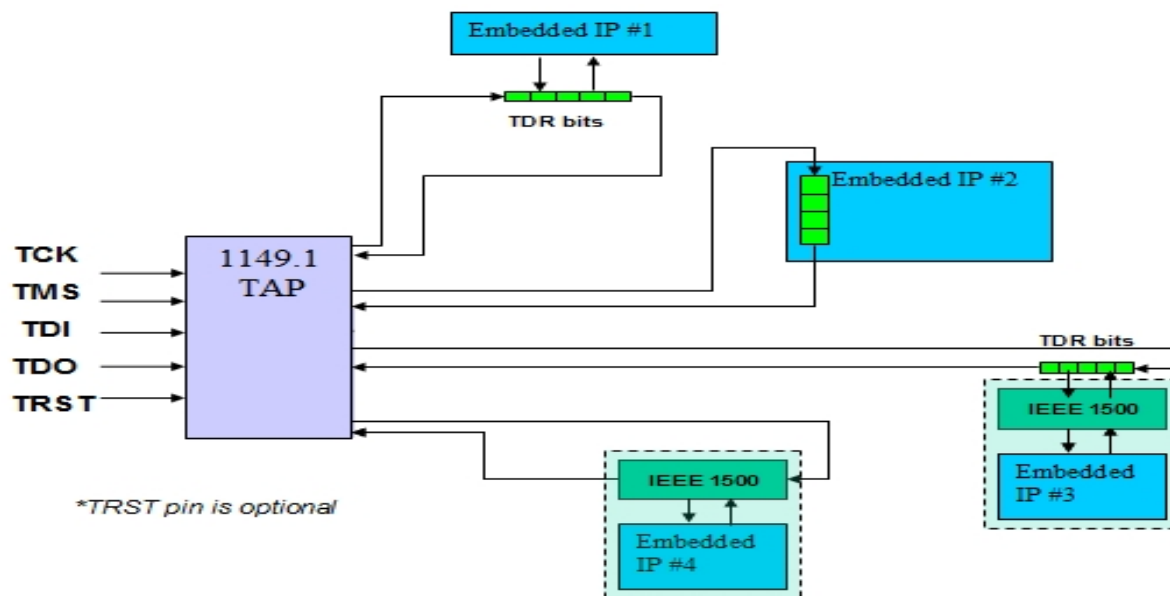 Embedded IP #1
TDR bits
Embedded IP #2
1149.1
TAP
TCK
TMS
TDI
TDO
TRST
TDR bits
IEEE 1500
Embedded
IP #3
IEEE 1500
Embedded
IP #4
*TRST pin is optional